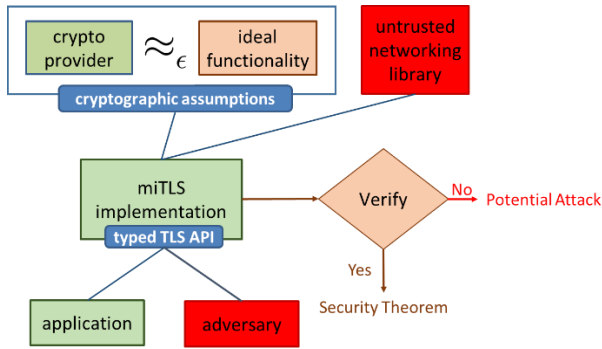 crypto
provider
≈ϵ
ideal
functionality
untrusted
networking
library
cryptographic assumptions
miTLS
implementation
typed TLS API
Verify
No
Potential Attack
Yes
Security Theorem
application
adversary